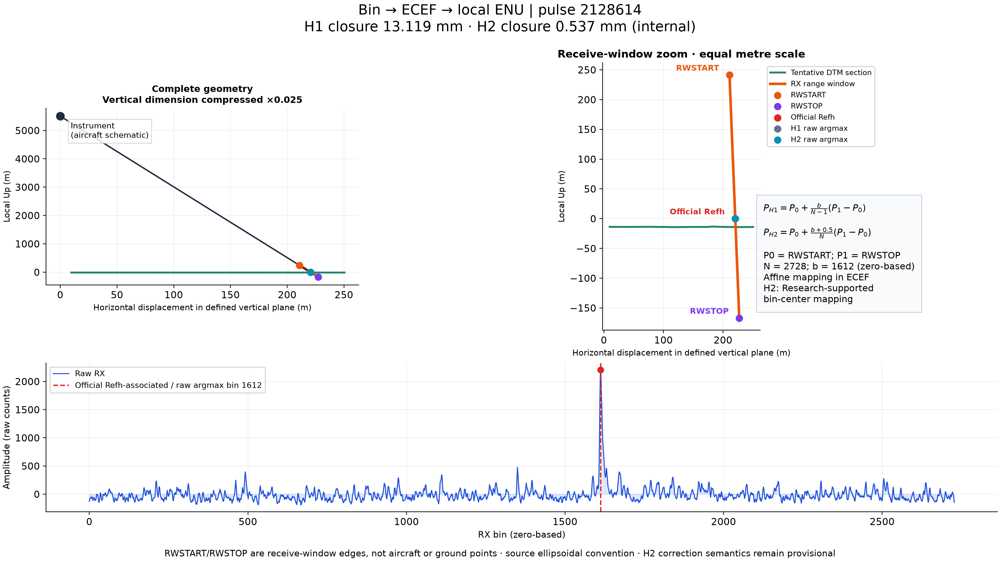 Bin → ECEF → local ENU | pulse 2128614
H1 closure 13.119 mm · H2 closure 0.537 mm (internal)
Complete geometry
Vertical dimension compressed ×0.025
Local Up (m)
5000
4000
3000
2000
1000
0
Instrument
(aircraft schematic)
0 50 100 150 200 250
Horizontal displacement in defined vertical plane (m)
Receive-window zoom · equal metre scale
Local Up (m)
250
200
150
100
50
0
−50
−100
−150
RWSTART
Official Refh
RWSTOP
0 100 200
Horizontal displacement in defined vertical plane (m)
Tentative DTM section
RX range window
RWSTART
RWSTOP
Official Refh
H1 raw argmax
H2 raw argmax
P_{H1} = P_0 + \frac{b}{N−1}(P_1 − P_0)
P_{H2} = P_0 + \frac{b+0.5}{N}(P_1 − P_0)
P0 = RWSTART; P1 = RWSTOP
N = 2728; b = 1612 (zero-based)
Affine mapping in ECEF
H2: Research-supported
bin-center mapping
Amplitude (raw counts)
2000
1500
1000
500
0
Raw RX
Official Refh-associated / raw argmax bin 1612
0 500 1000 1500 2000 2500
RX bin (zero-based)
RWSTART/RWSTOP are receive-window edges, not aircraft or ground points · source ellipsoidal convention · H2 correction semantics remain provisional